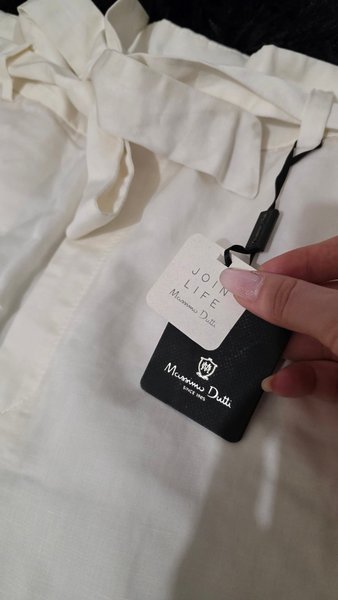 JOIN
LIFE
Massimo Dutti
M
Massimo Dutti
SINCE 1985